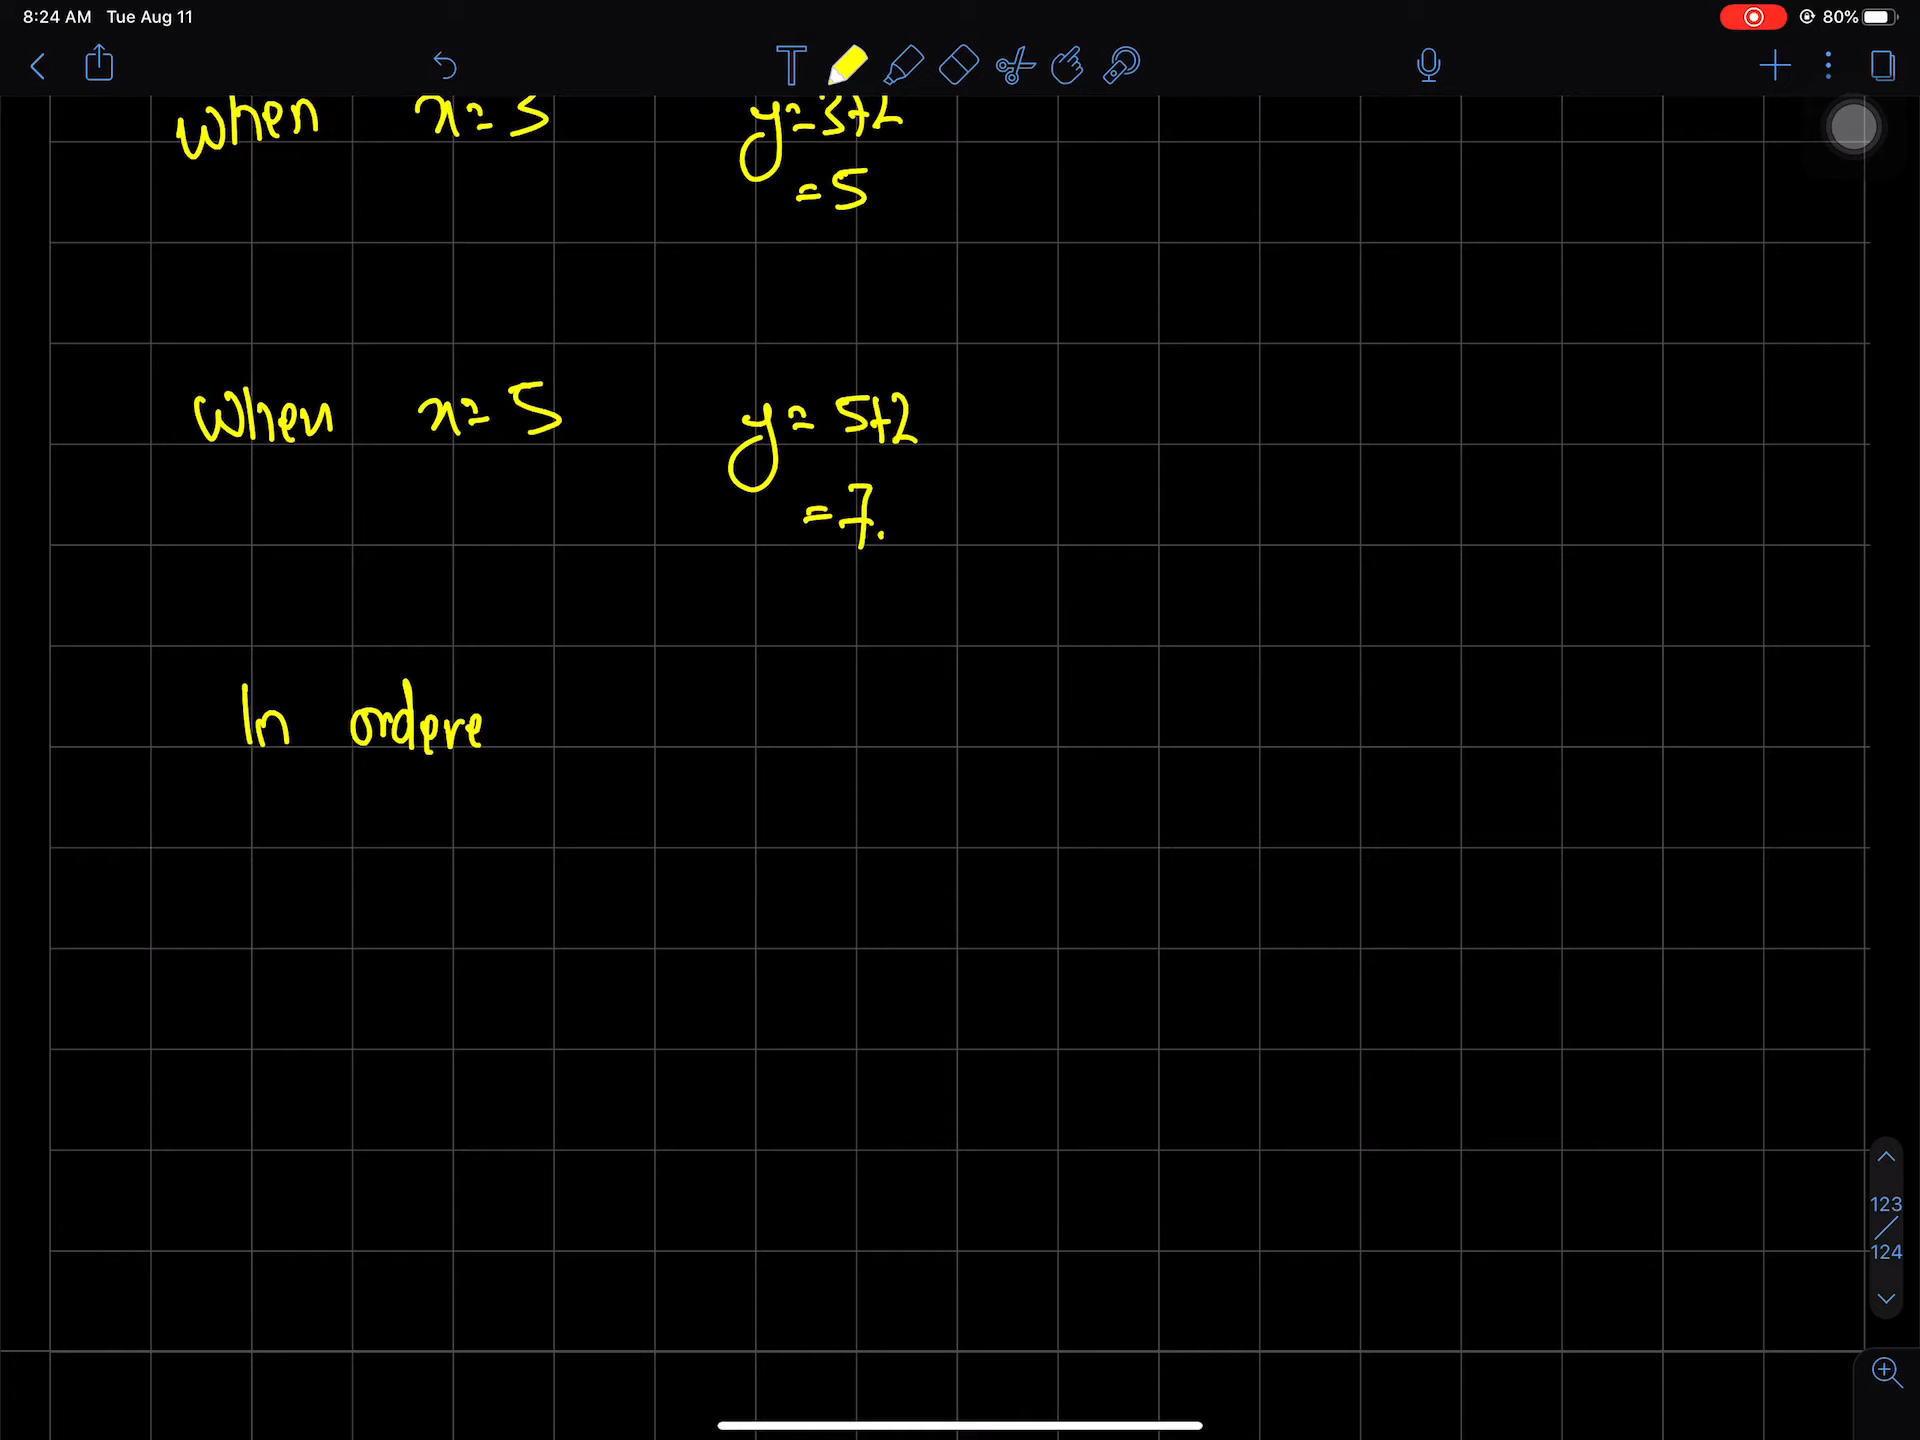 8:24 AM Tue Aug 11
80%
when x=3 y=3+2
=5
When x=5 y=5+2
=7.
In ordere
123
124